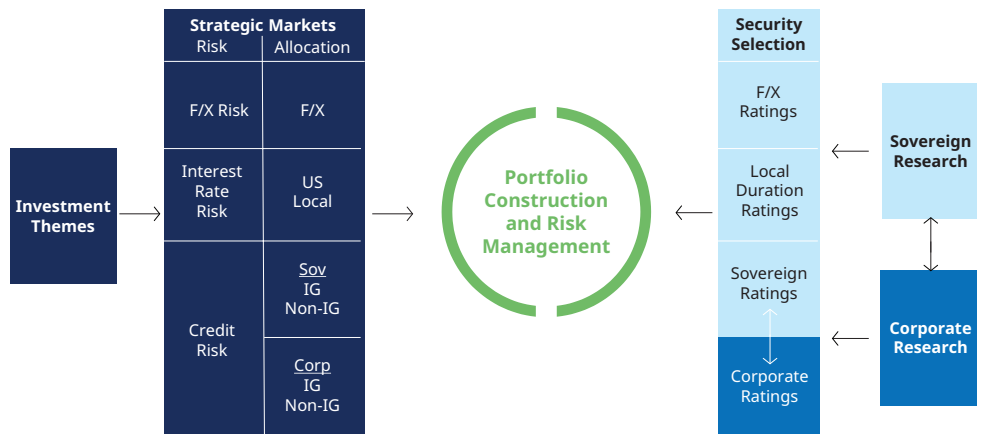 Investment
Themes
Strategic Markets
Risk
Allocation
F/X Risk
F/X
Interest
Rate
Risk
US
Local
Credit
Risk
Sov
IG
Non-IG
Corp
IG
Non-IG
Portfolio
Construction
and Risk
Management
Security
Selection
F/X
Ratings
Local
Duration
Ratings
Sovereign
Ratings
Corporate
Ratings
Sovereign
Research
Corporate
Research